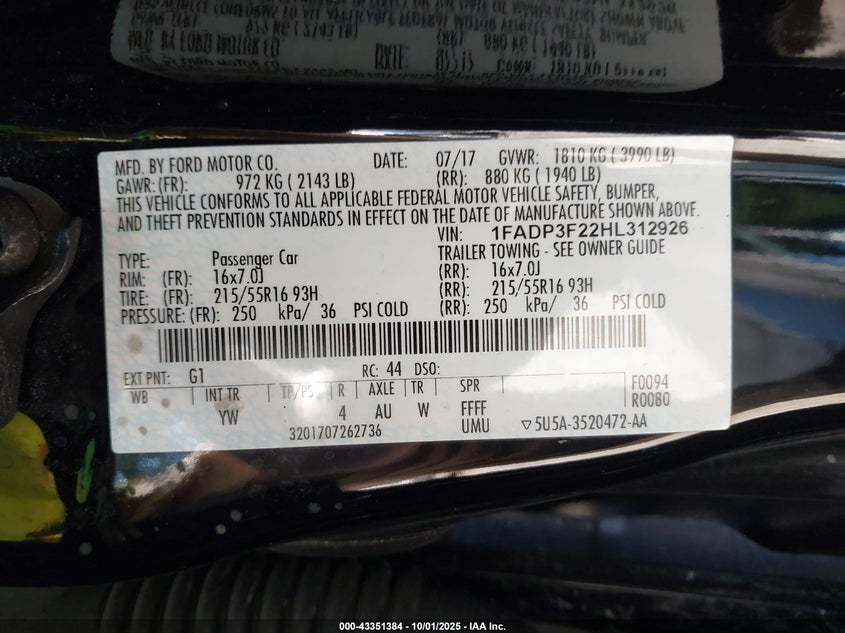 MFD. BY FORD MOTOR CO. DATE: 07/17 GVWR: 1810 KG ( 3990 LB)
GAWR: (FR): 972 KG ( 2143 LB) (RR): 880 KG ( 1940 LB)
THIS VEHICLE CONFORMS TO ALL APPLICABLE FEDERAL MOTOR VEHICLE SAFETY, BUMPER,
AND THEFT PREVENTION STANDARDS IN EFFECT ON THE DATE OF MANUFACTURE SHOWN ABOVE.
VIN: 1FADP3F22HL312926
TYPE: Passenger Car TRAILER TOWING - SEE OWNER GUIDE
RIM: (FR): 16x7.0J (RR): 16x7.0J
TIRE: (FR): 215/55R16 93H (RR): 215/55R16 93H
PRESSURE: (FR): 250 kPa/ 36 PSI COLD (RR): 250 kPa/ 36 PSI COLD
EXT PNT: G1 RC: 44 DSO:
WB INT TR TP/PS R AXLE TR SPR F0094
YW 4 AU W FFFF R0080
3201707262736 UMU ▽5U5A-3520472-AA
000-43351384 | 10/01/2025 - IAA Inc.